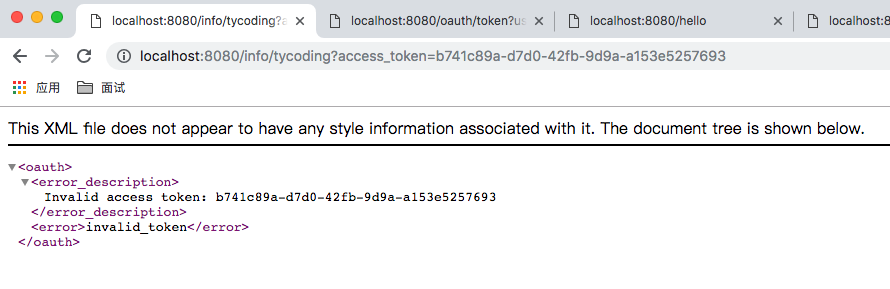 localhost:8080/info/tycoding?a
localhost:8080/oauth/token?us
localhost:8080/hello
localhost:8
localhost:8080/info/tycoding?access_token=b741c89a-d7d0-42fb-9d9a-a153e5257693
应用 面试
This XML file does not appear to have any style information associated with it. The document tree is shown below.
▼<oauth>
▼<error_description>
Invalid access token: b741c89a-d7d0-42fb-9d9a-a153e5257693
</error_description>
<error>invalid_token</error>
</oauth>